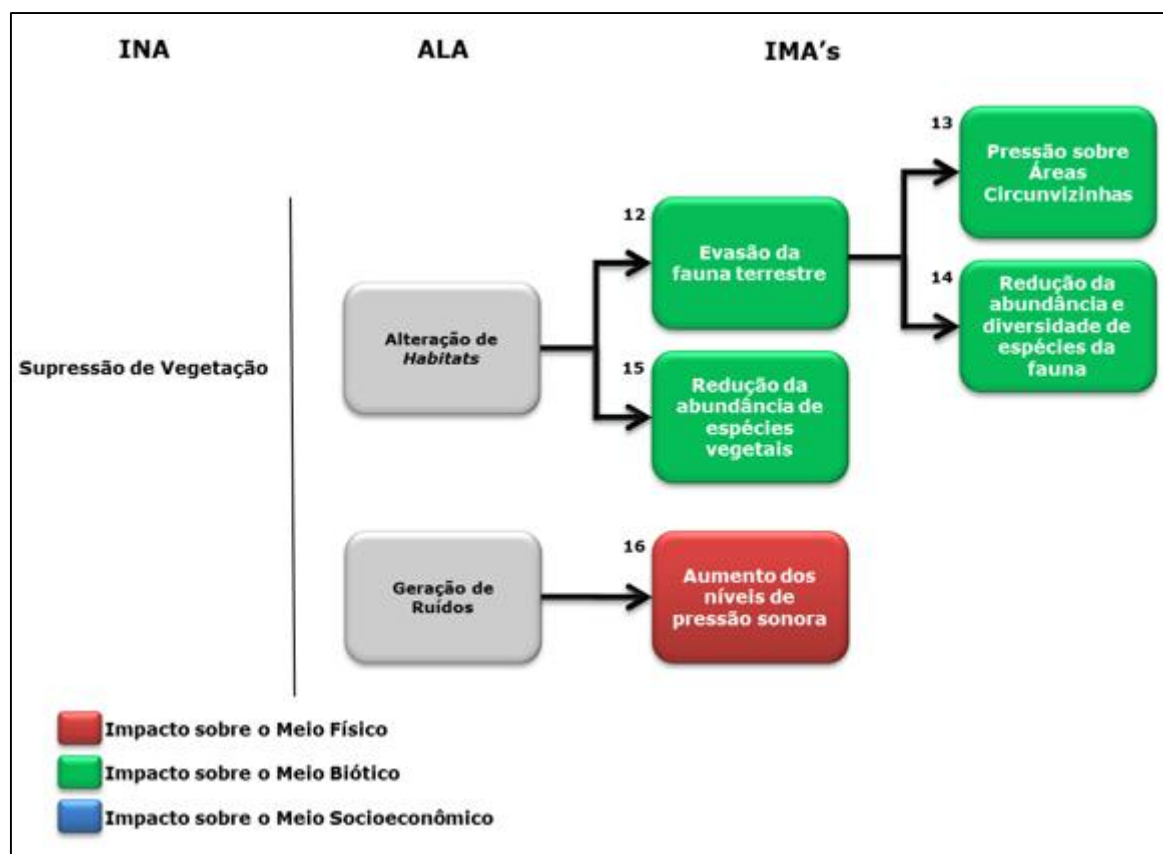 INA
ALA
IMA's
13
Pressão sobre
Áreas
Circunvizinhas
12
Evasão da
fauna terrestre
14
Redução da
abundância e
diversidade de
espécies da
fauna
Alteração de
Habitats
Supressão de Vegetação
15
Redução da
abundância de
espécies
vegetais
16
Geração de
Ruídos
Aumento dos
níveis de
pressão sonora
Impacto sobre o Meio Físico
Impacto sobre o Meio Biótico
Impacto sobre o Meio Socioeconômico